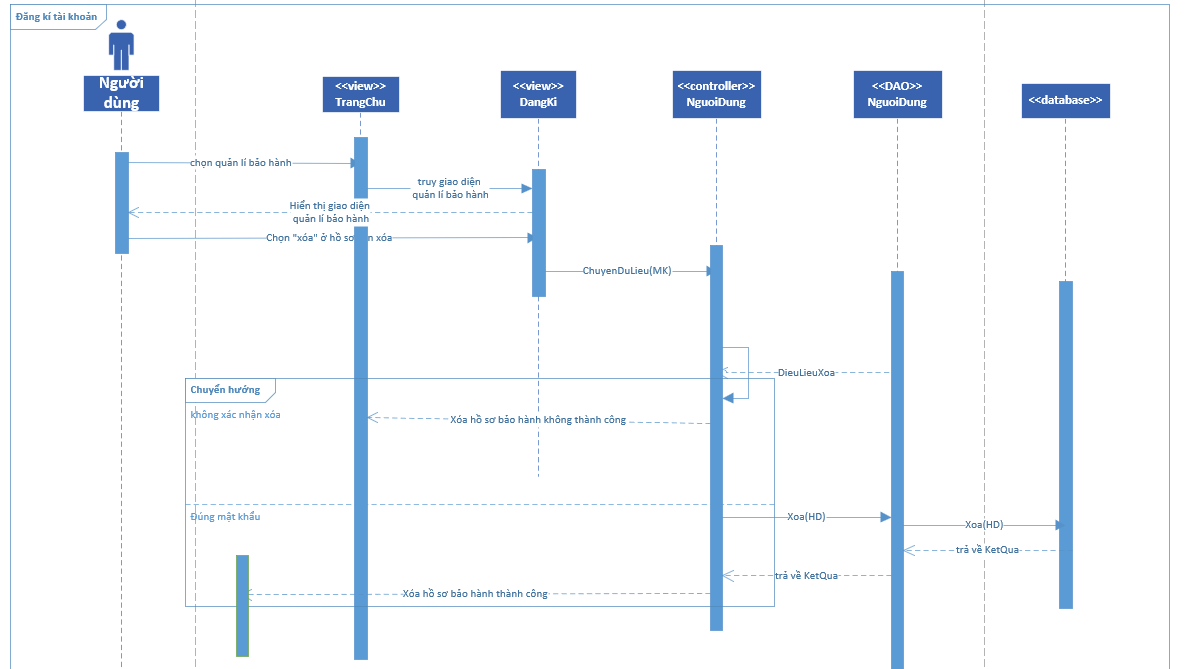 Đăng kí tài khoản
Người
dùng
<<view>>
TrangChu
<<view>>
DangKi
<<controller>>
NguoiDung
<<DAO>>
NguoiDung
<<database>>
chọn quản lí bảo hành
truy giao diện
quản lí bảo hành
Hiển thị giao diện
quản lí bảo hành
Chọn "xóa" ở hồ sơ xóa
ChuyenDuLieu(MK)
DieuLieuXoa
Chuyển hướng
không xác nhận xóa
Xóa hồ sơ bảo hành không thành công
Đúng mật khẩu
Xoa(HD)
Xoa(HD)
trả về KetQua
trả về KetQua
Xóa hồ sơ bảo hành thành công